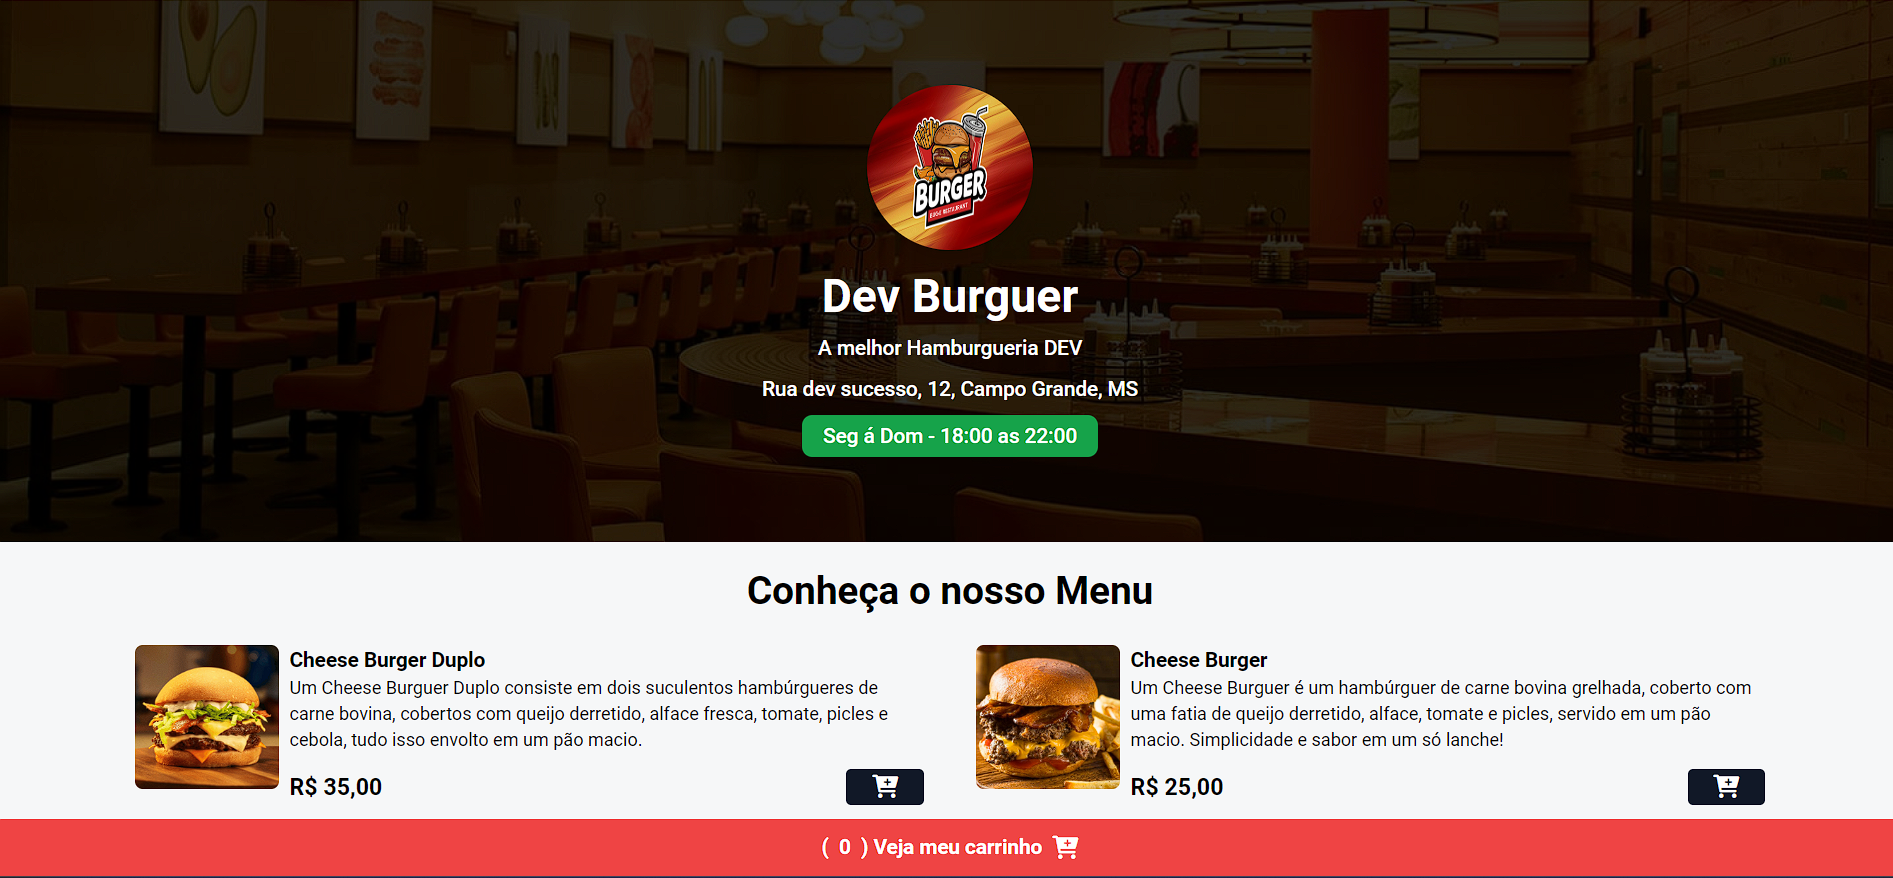 BURGER
BURGE RESTAURANT
Dev Burguer
A melhor Hamburgueria DEV
Rua dev sucesso, 12, Campo Grande, MS
Seg á Dom - 18:00 as 22:00
Conheça o nosso Menu
Cheese Burger Duplo
Um Cheese Burguer Duplo consiste em dois suculentos hambúrgueres de
carne bovina, cobertos com queijo derretido, alface fresca, tomate, picles e
cebola, tudo isso envolto em um pão macio.
R$ 35,00
Cheese Burger
Um Cheese Burguer é um hambúrguer de carne bovina grelhada, coberto com
uma fatia de queijo derretido, alface, tomate e picles, servido em um pão
macio. Simplicidade e sabor em um só lanche!
R$ 25,00
( 0 ) Veja meu carrinho